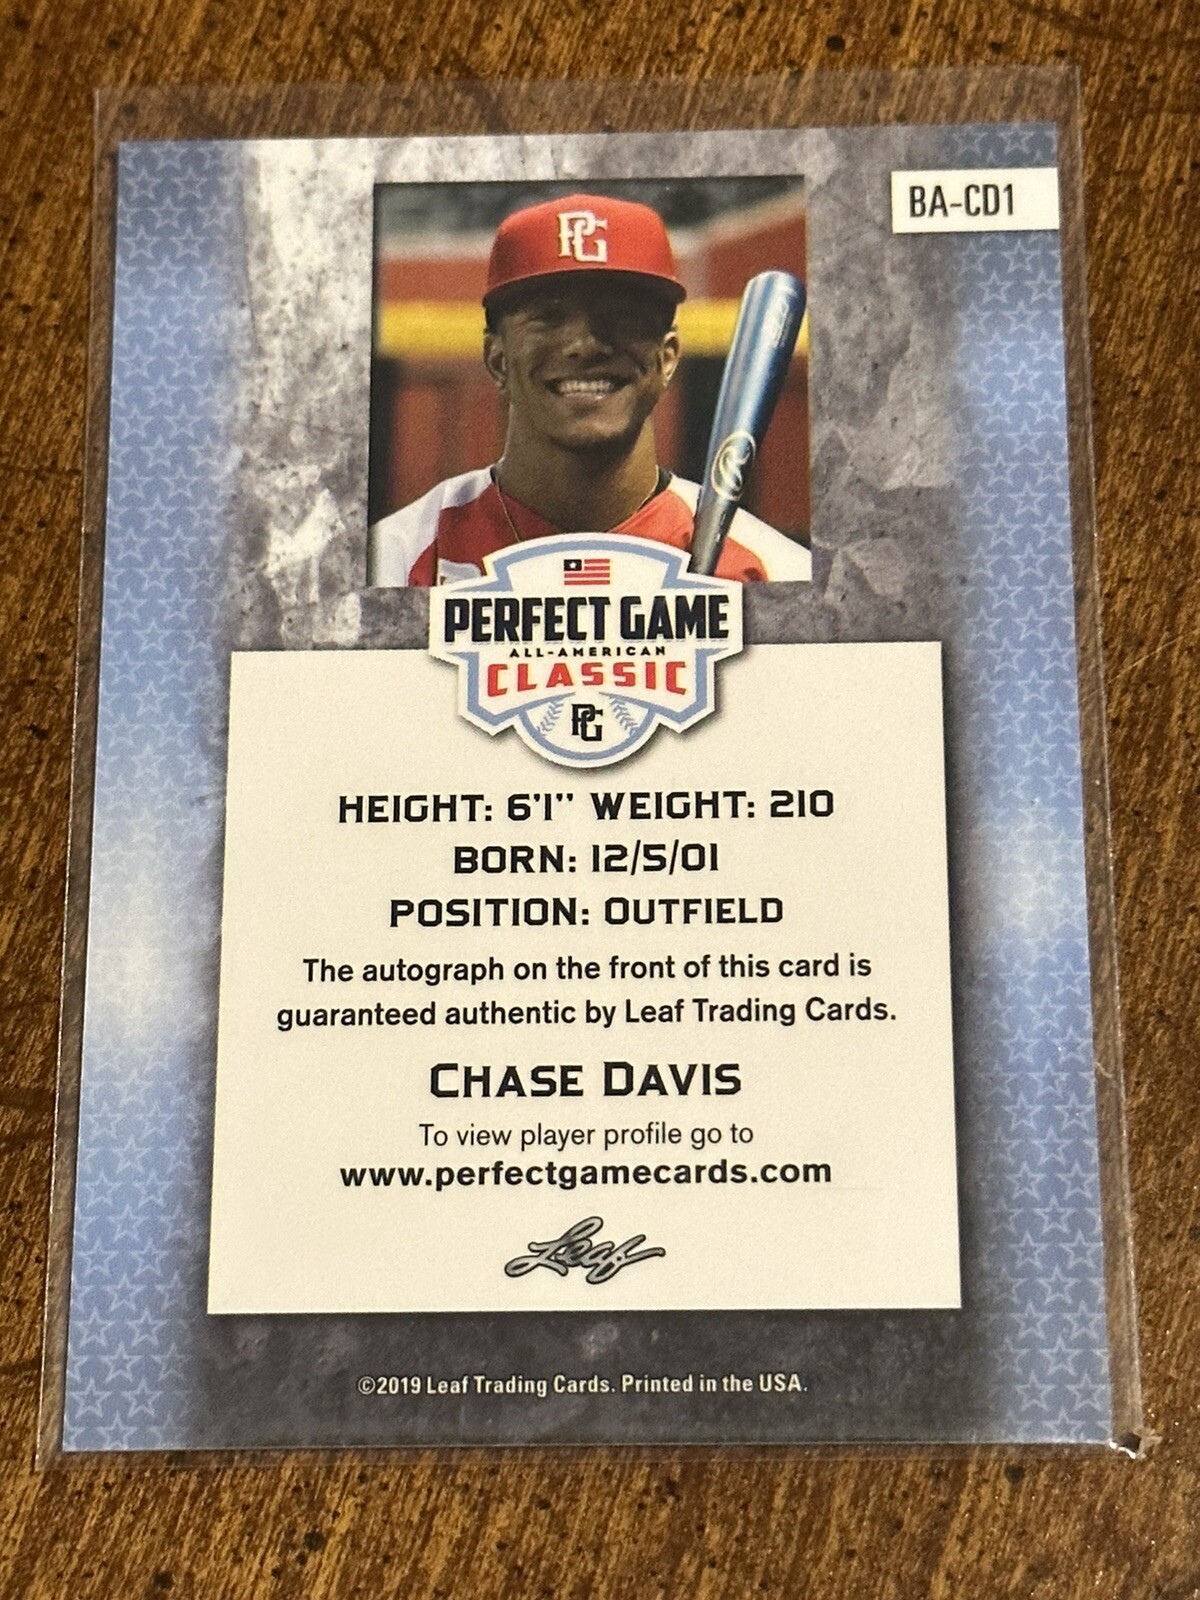 BA-CD1
PG
PERFECT GAME
ALL-AMERICAN
CLASSIC
PG
HEIGHT: 6'1" WEIGHT: 210
BORN: 12/5/01
POSITION: OUTFIELD
The autograph on the front of this card is
guaranteed authentic by Leaf Trading Cards.
CHASE DAVIS
To view player profile go to
www.perfectgamecards.com
Leaf
©2019 Leaf Trading Cards. Printed in the USA.